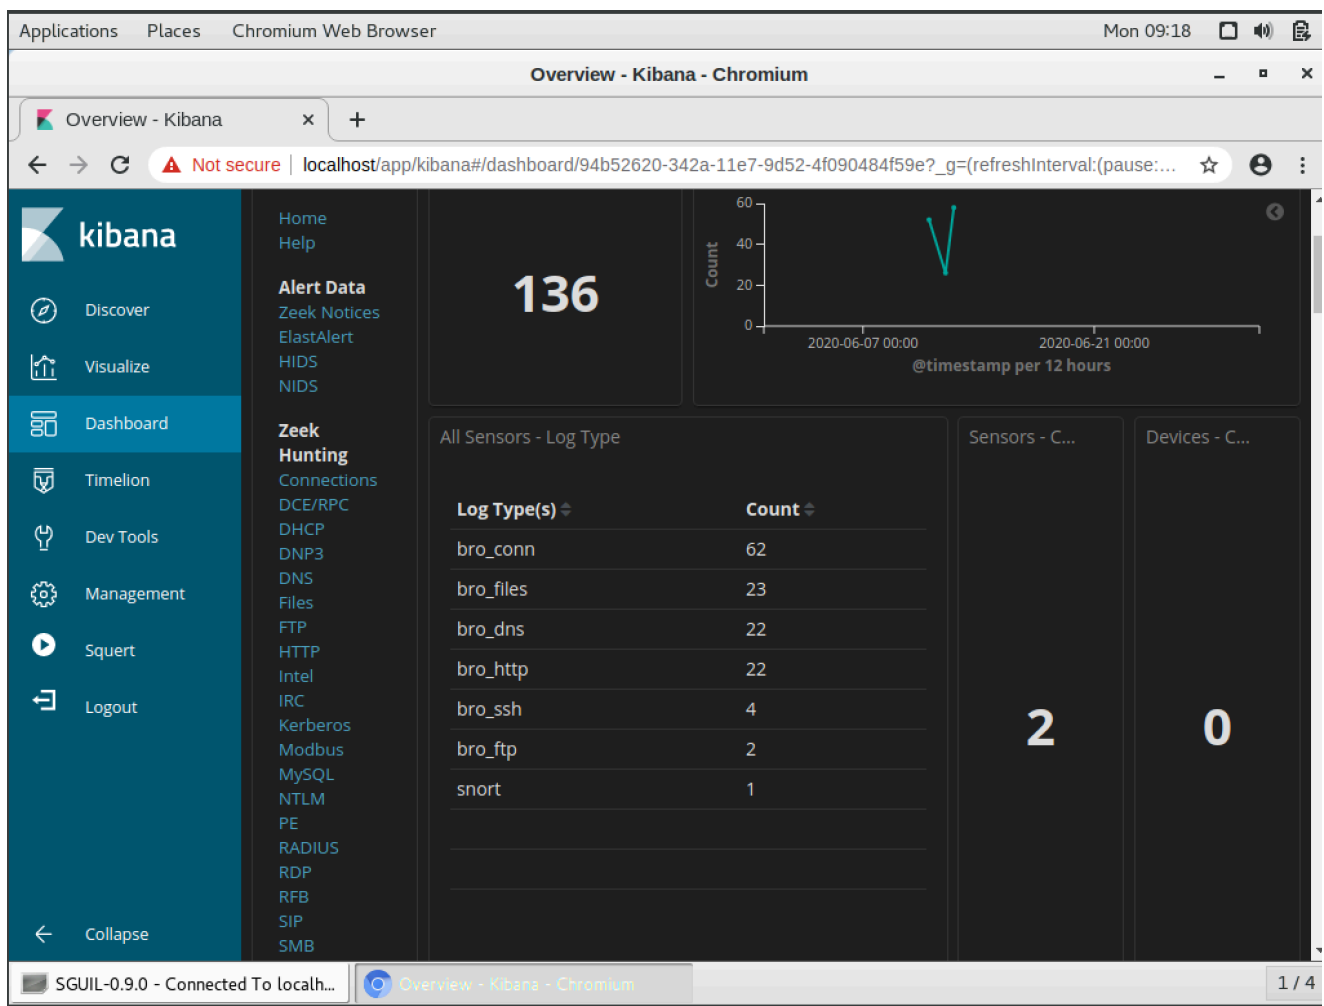 Applications Places Chromium Web Browser Mon 09:18
Overview - Kibana - Chromium
Overview - Kibana
Not secure localhost/app/kibana#/dashboard/94b52620-342a-11e7-9d52-4f090484f59e?_g=(refreshInterval:(pause:...
kibana
Discover
Visualize
Dashboard
Timelion
Dev Tools
Management
Squert
Logout
Collapse
Home
Help
Alert Data
Zeek Notices
ElastAlert
HIDS
NIDS
Zeek
Hunting
Connections
DCE/RPC
DHCP
DNP3
DNS
Files
FTP
HTTP
Intel
IRC
Kerberos
Modbus
MySQL
NTLM
PE
RADIUS
RDP
RFB
SIP
SMB
136
Count
60
40
20
0
2020-06-07 00:00 2020-06-21 00:00
@timestamp per 12 hours
All Sensors - Log Type
Log Type(s) Count
bro_conn 62
bro_files 23
bro_dns 22
bro_http 22
bro_ssh 4
bro_ftp 2
snort 1
Sensors - C...
2
Devices - C...
0
SGUIL-0.9.0 - Connected To localh... Overview - Kibana - Chromium 1 / 4